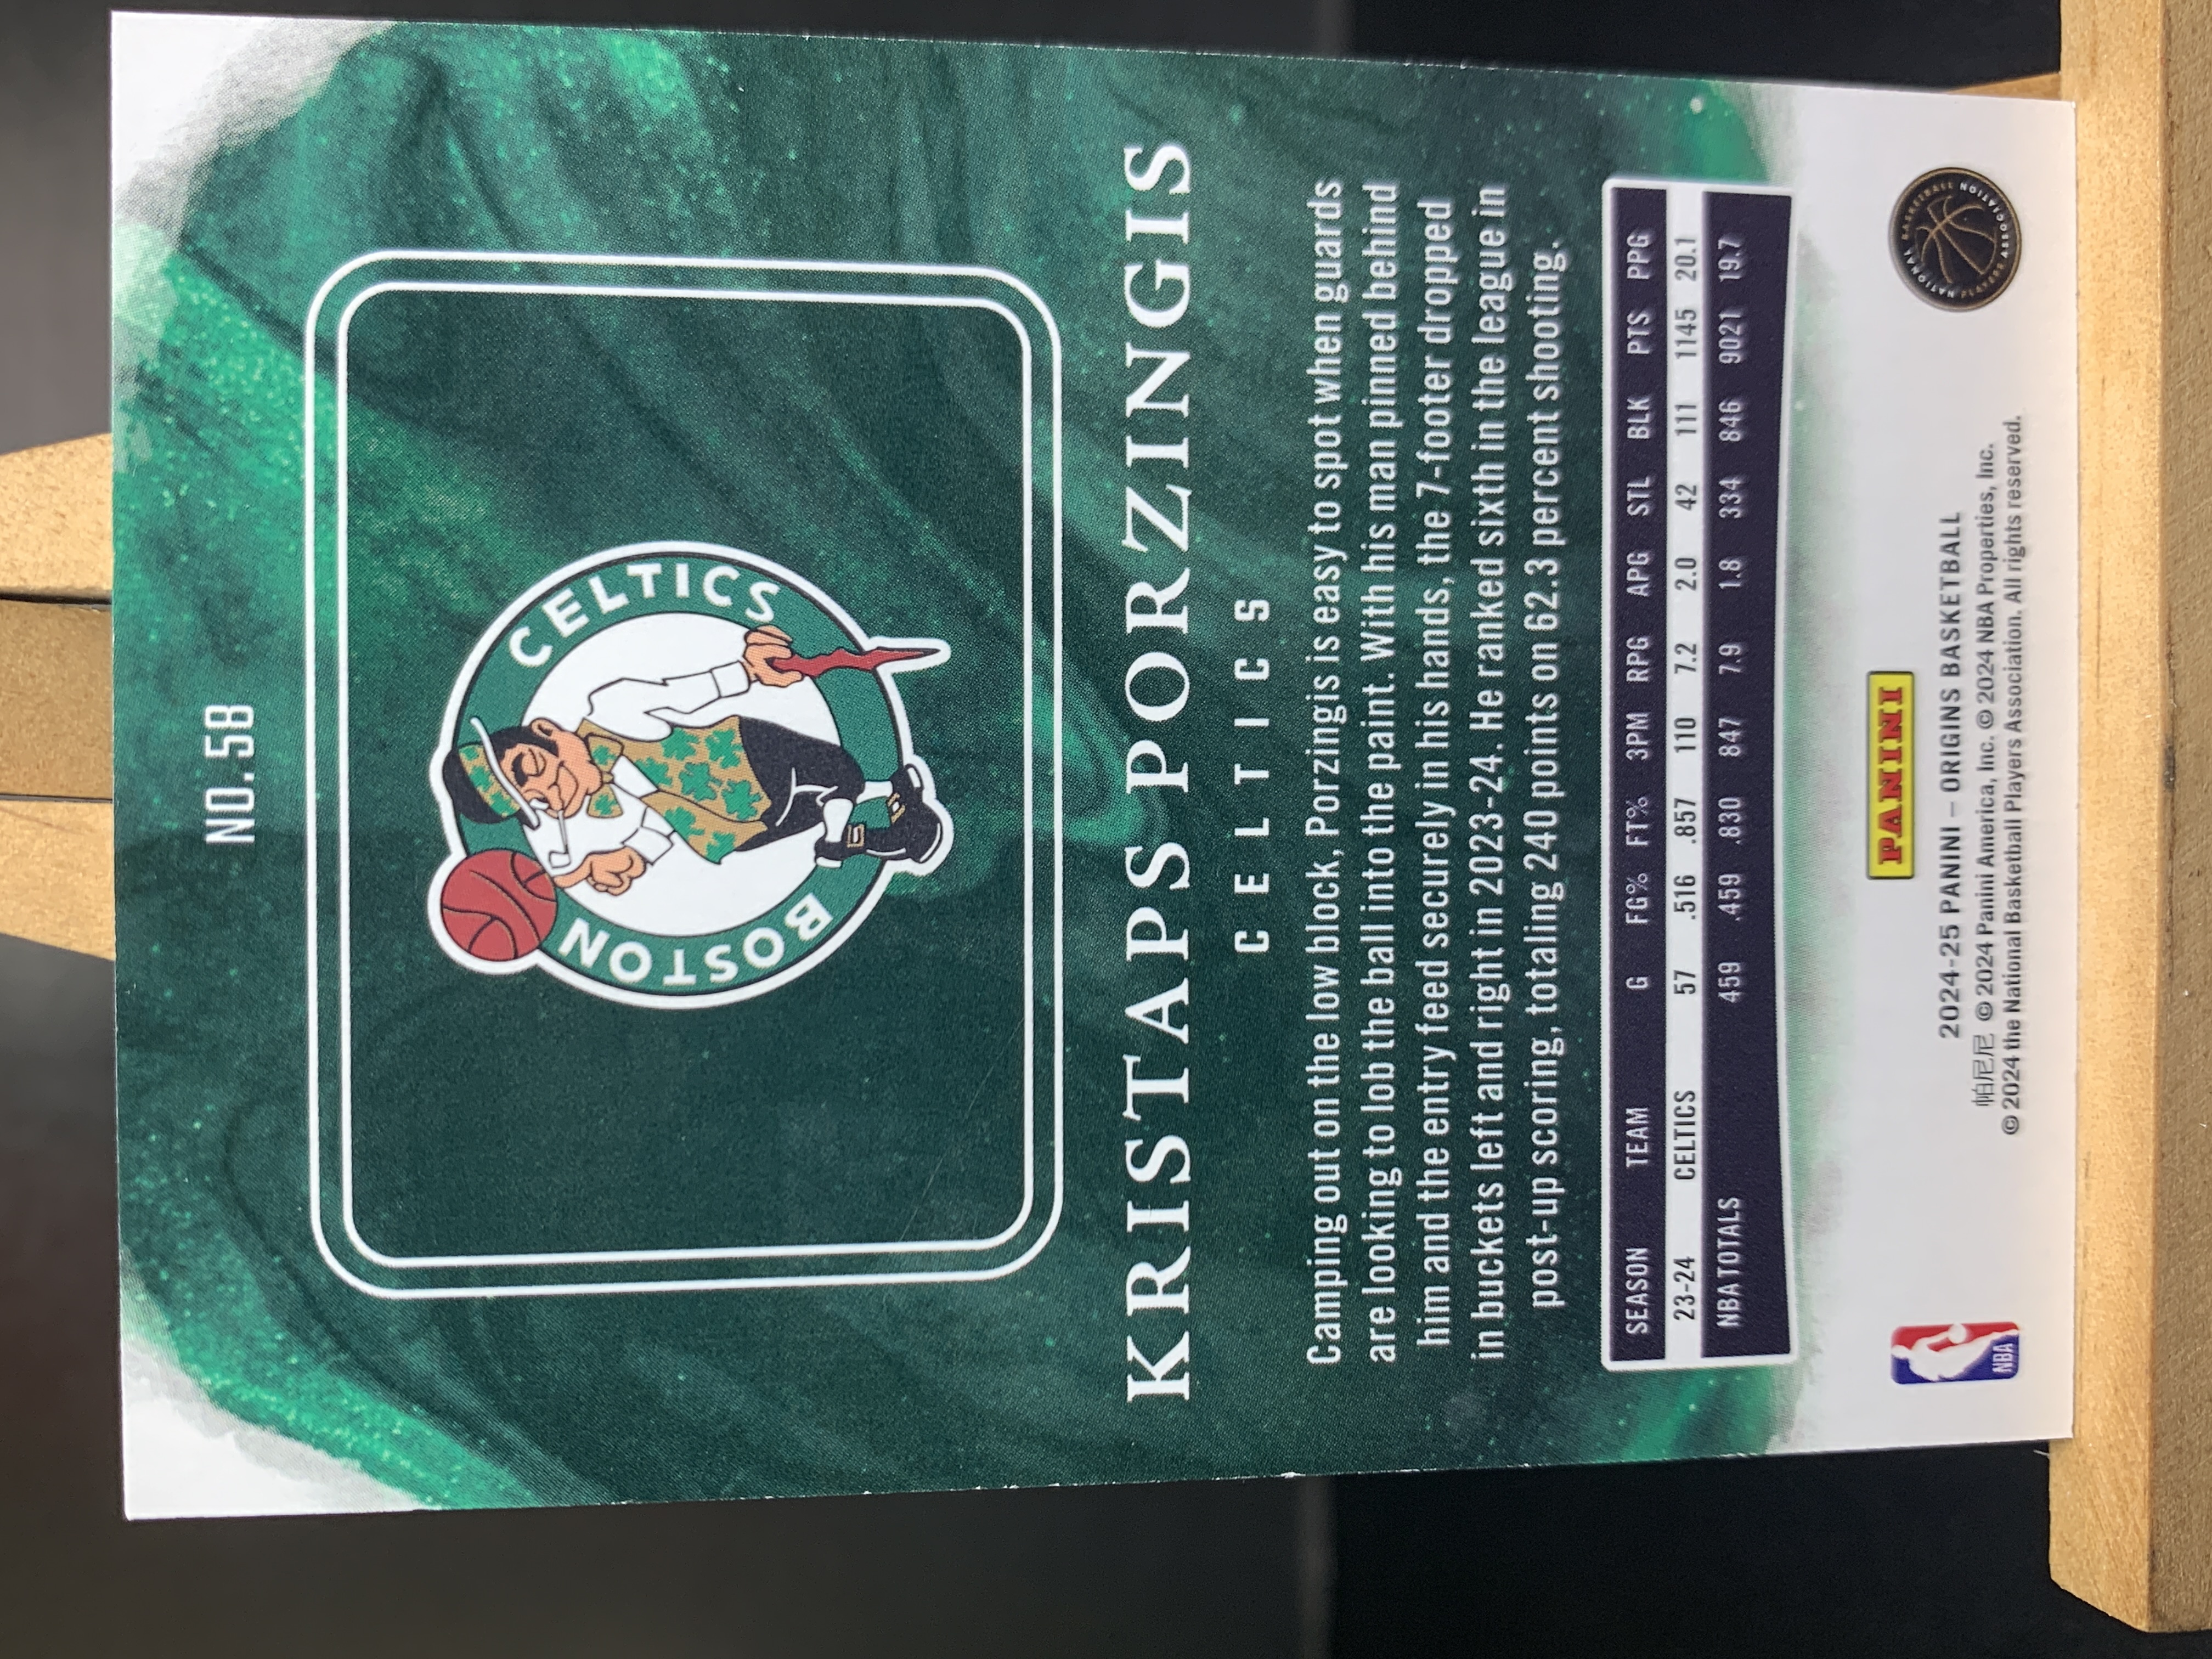 NO. 58
BOSTON CELTICS
KRISTAPS PORZINGIS
CELTICS
Camping out on the low block, Porzingis is easy to spot when guards
are looking to lob the ball into the paint. With his man pinned behind
him and the entry feed securely in his hands, the 7-footer dropped
in buckets left and right in 2023-24. He ranked sixth in the league in
post-up scoring, totaling 240 points on 62.3 percent shooting.
SEASON TEAM G FG% FT% 3PM RPG APG STL BLK PTS PPG
23-24 CELTICS 57 .516 .857 110 7.2 2.0 42 111 1145 20.1
NBA TOTALS 459 .459 .830 847 7.9 1.8 334 846 9021 19.7
PANINI
2024-25 PANINI – ORIGINS BASKETBALL
帕尼尼 © 2024 Panini America, Inc. © 2024 NBA Properties, Inc.
© 2024 the National Basketball Players Association. All rights reserved.
NBA
NATIONAL BASKETBALL PLAYERS ASSOCIATION